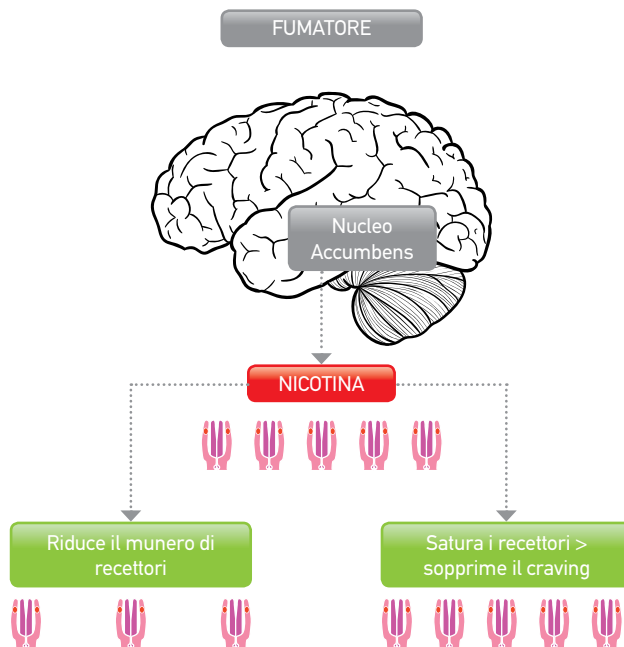 FUMATORE
Nucleo
Accumbens
NICOTINA
Riduce il munero di
recettori
Satura i recettori >
sopprime il craving